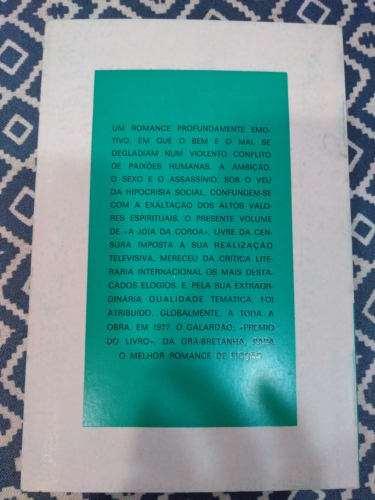 UM ROMANCE PROFUNDAMENTE EMO-
TIVO, EM QUE O BEM E O MAL SE
DEGLADIAM NUM VIOLENTO CONFLITO
DE PAIXÕES HUMANAS. A AMBIÇÃO,
O SEXO E O ASSASSÍNIO, SOB O VÉU
DA HIPOCRISIA SOCIAL, CONFUNDEM-SE
COM A EXALTAÇÃO DOS ALTOS VALO-
RES ESPIRITUAIS. O PRESENTE VOLUME
DE «A JÓIA DA COROA», LIVRE DA CEN-
SURA IMPOSTA A SUA REALIZAÇÃO
TELEVISIVA, MERECEU DA CRÍTICA LITE-
RÁRIA INTERNACIONAL OS MAIS DESTA-
CADOS ELOGIOS. E, PELA SUA EXTRAOR-
DINÁRIA QUALIDADE TEMÁTICA, FOI
ATRIBUÍDO, GLOBALMENTE, A TODA A
OBRA, EM 1977, O GALARDÃO: «PRÉMIO
DO LIVRO», DA GRÃ-BRETANHA, PARA
O MELHOR ROMANCE DE FICÇÃO